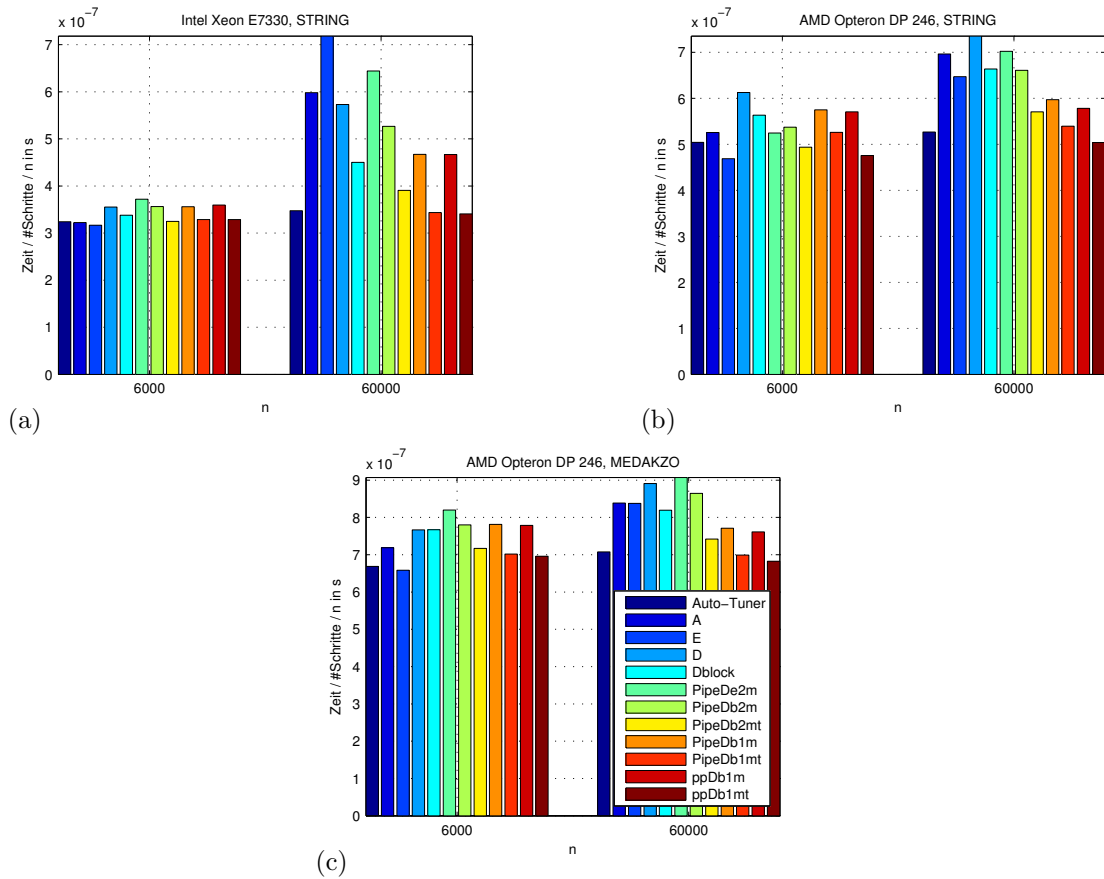 Intel Xeon E7330, STRING
x 10−7
7
6
5
4
3
2
1
0
Zeit / #Schritte / n in s
6000
60000
n
(a)
AMD Opteron DP 246, STRING
x 10−7
7
6
5
4
3
2
1
0
Zeit / #Schritte / n in s
6000
60000
n
(b)
AMD Opteron DP 246, MEDAKZO
x 10−7
9
8
7
6
5
4
3
2
1
0
Zeit / #Schritte / n in s
6000
60000
n
Auto−Tuner
A
E
D
Dblock
PipeDe2m
PipeDb2m
PipeDb2mt
PipeDb1m
PipeDb1mt
ppDb1m
ppDb1mt
(c)